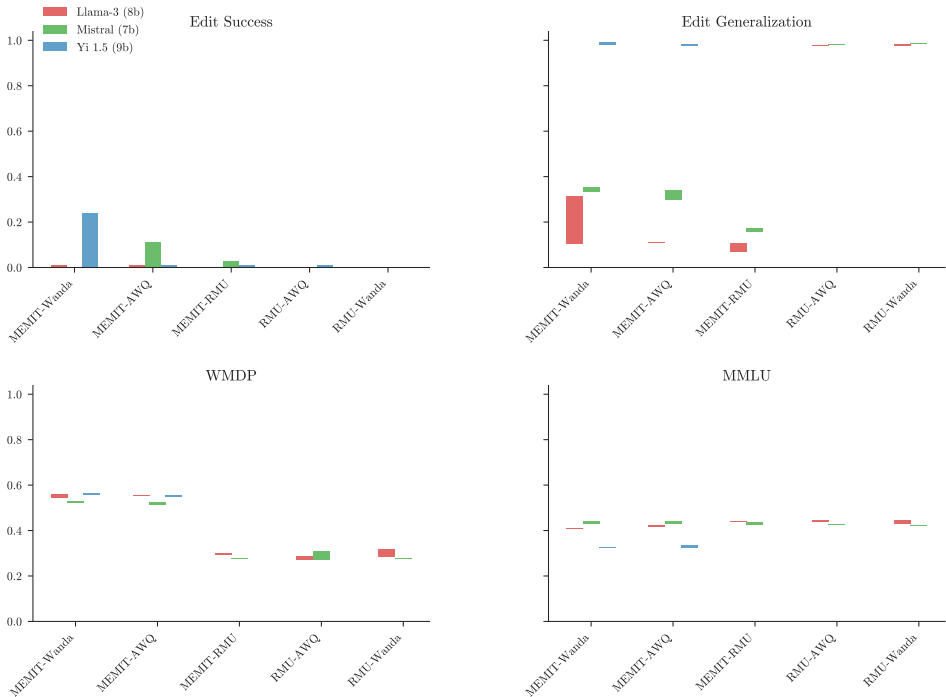 Edit Success
Llama-3 (8b)
Mistral (7b)
Yi 1.5 (9b)
1.0
0.8
0.6
0.4
0.2
0.0
MEMIT-Wanda
MEMIT-AWQ
MEMIT-RMU
RMU-AWQ
RMU-Wanda
Edit Generalization
MEMIT-Wanda
MEMIT-AWQ
MEMIT-RMU
RMU-AWQ
RMU-Wanda
WMDP
1.0
0.8
0.6
0.4
0.2
0.0
MEMIT-Wanda
MEMIT-AWQ
MEMIT-RMU
RMU-AWQ
RMU-Wanda
MMLU
MEMIT-Wanda
MEMIT-AWQ
MEMIT-RMU
RMU-AWQ
RMU-Wanda